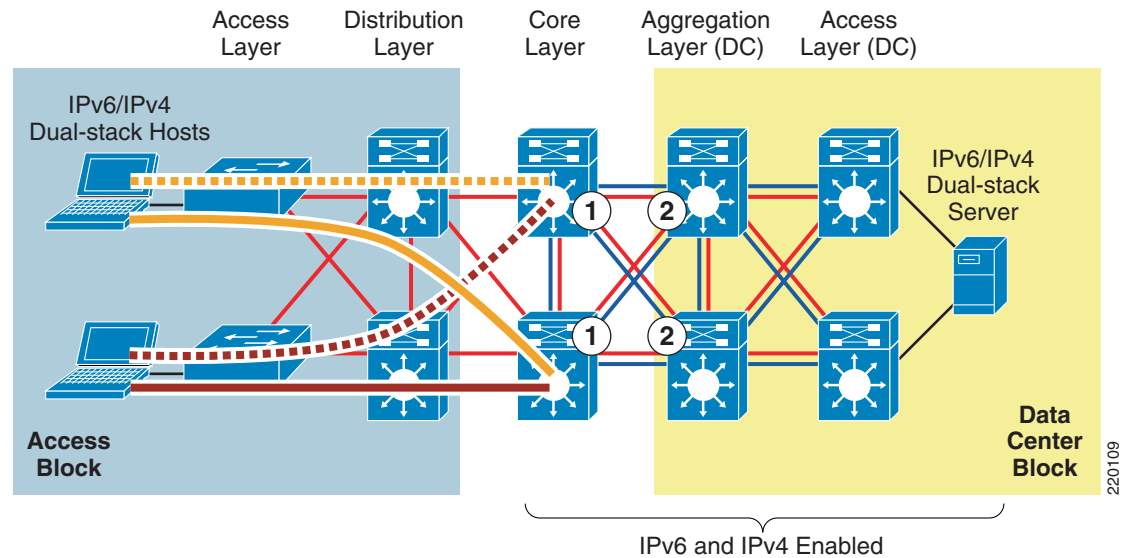 Access
Layer
Distribution
Layer
Core
Layer
Aggregation
Layer (DC)
Access
Layer (DC)
IPv6/IPv4
Dual-stack Hosts
IPv6/IPv4
Dual-stack
Server
1
2
1
2
Access
Block
Data
Center
Block
220109
IPv6 and IPv4 Enabled